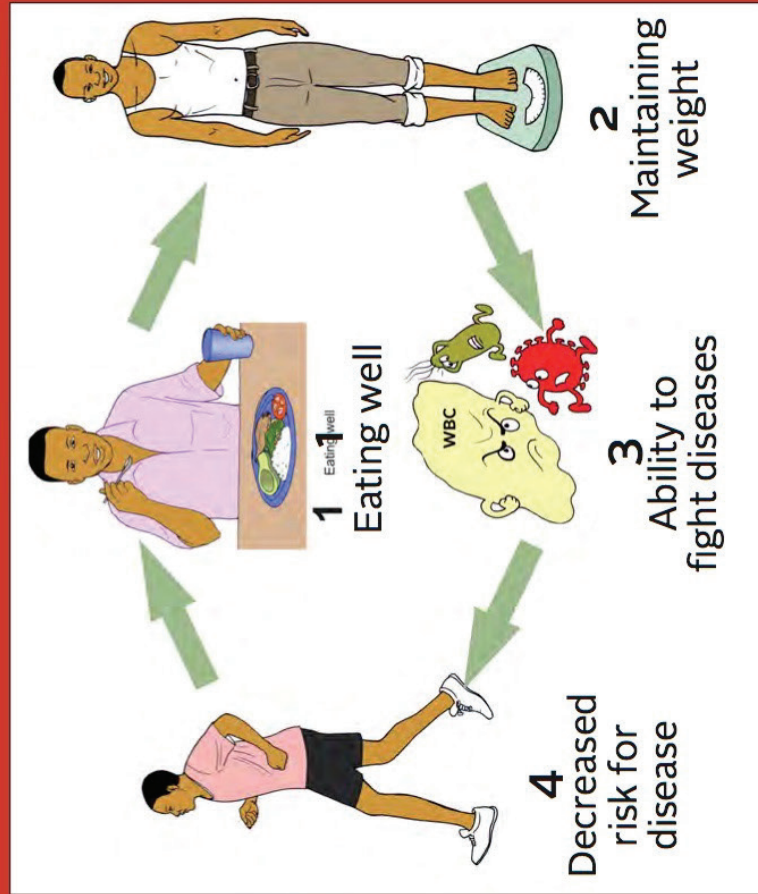 1
Eating well
1
Eating well
2
Maintaining
weight
WBC
3
Ability to
fight diseases
4
Decreased
risk for
disease